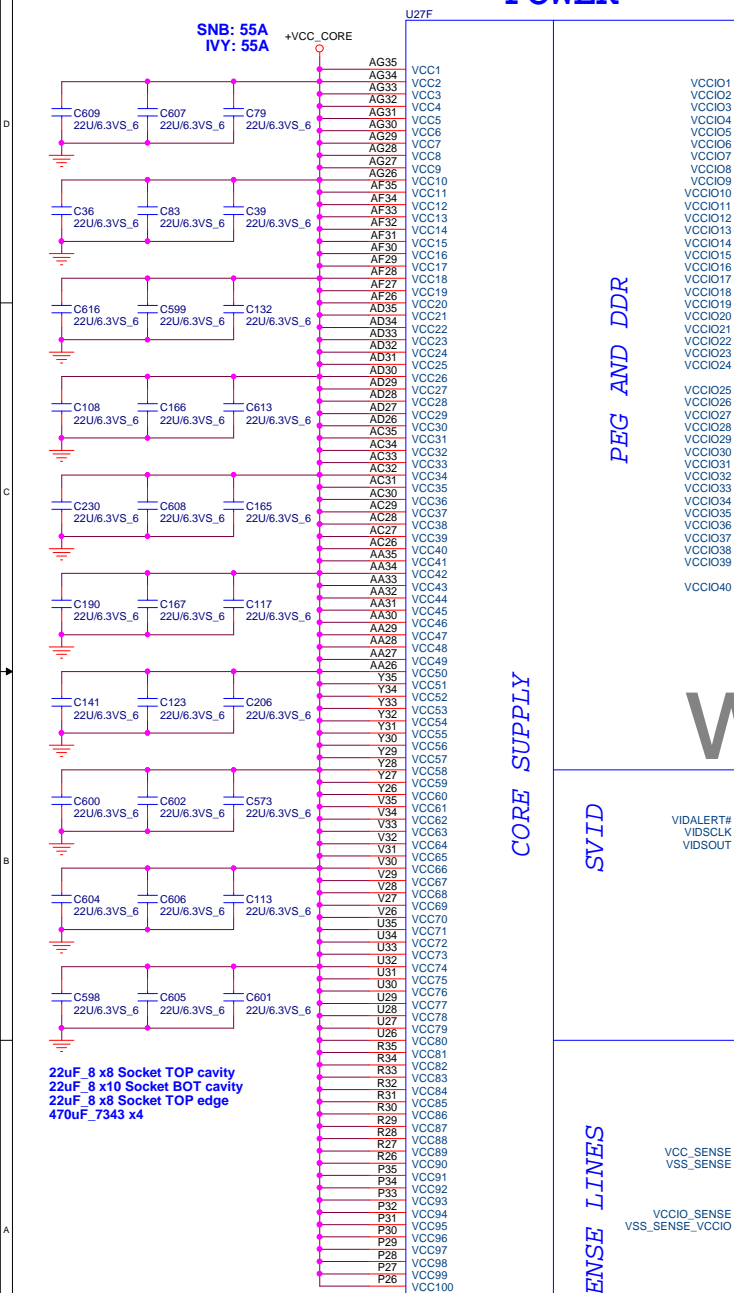 POWER
U27F
SNB: 55A
IVY: 55A
+VCC_CORE
D
C609
22U/6.3VS_6
C607
22U/6.3VS_6
C79
22U/6.3VS_6
C36
22U/6.3VS_6
C83
22U/6.3VS_6
C39
22U/6.3VS_6
C616
22U/6.3VS_6
C599
22U/6.3VS_6
C132
22U/6.3VS_6
C108
22U/6.3VS_6
C166
22U/6.3VS_6
C613
22U/6.3VS_6
C
C230
22U/6.3VS_6
C608
22U/6.3VS_6
C165
22U/6.3VS_6
C190
22U/6.3VS_6
C167
22U/6.3VS_6
C117
22U/6.3VS_6
C141
22U/6.3VS_6
C123
22U/6.3VS_6
C206
22U/6.3VS_6
C600
22U/6.3VS_6
C602
22U/6.3VS_6
C573
22U/6.3VS_6
B
C604
22U/6.3VS_6
C606
22U/6.3VS_6
C113
22U/6.3VS_6
C598
22U/6.3VS_6
C605
22U/6.3VS_6
C601
22U/6.3VS_6
22uF_8 x8 Socket TOP cavity
22uF_8 x10 Socket BOT cavity
22uF_8 x8 Socket TOP edge
470uF_7343 x4
A
AG35 VCC1
AG34 VCC2
AG33 VCC3
AG32 VCC4
AG31 VCC5
AG30 VCC6
AG29 VCC7
AG28 VCC8
AG27 VCC9
AG26 VCC10
AF35 VCC11
AF34 VCC12
AF33 VCC13
AF32 VCC14
AF31 VCC15
AF30 VCC16
AF29 VCC17
AF28 VCC18
AF27 VCC19
AF26 VCC20
AD35 VCC21
AD34 VCC22
AD33 VCC23
AD32 VCC24
AD31 VCC25
AD30 VCC26
AD29 VCC27
AD28 VCC28
AD27 VCC29
AD26 VCC30
AC35 VCC31
AC34 VCC32
AC33 VCC33
AC32 VCC34
AC31 VCC35
AC30 VCC36
AC29 VCC37
AC28 VCC38
AC27 VCC39
AC26 VCC40
AA35 VCC41
AA34 VCC42
AA33 VCC43
AA32 VCC44
AA31 VCC45
AA30 VCC46
AA29 VCC47
AA28 VCC48
AA27 VCC49
AA26 VCC50
Y35 VCC51
Y34 VCC52
Y33 VCC53
Y32 VCC54
Y31 VCC55
Y30 VCC56
Y29 VCC57
Y28 VCC58
Y27 VCC59
Y26 VCC60
V35 VCC61
V34 VCC62
V33 VCC63
V32 VCC64
V31 VCC65
V30 VCC66
V29 VCC67
V28 VCC68
V27 VCC69
V26 VCC70
U35 VCC71
U34 VCC72
U33 VCC73
U32 VCC74
U31 VCC75
U30 VCC76
U29 VCC77
U28 VCC78
U27 VCC79
U26 VCC80
R35 VCC81
R34 VCC82
R33 VCC83
R32 VCC84
R31 VCC85
R30 VCC86
R29 VCC87
R28 VCC88
R27 VCC89
R26 VCC90
P35 VCC91
P34 VCC92
P33 VCC93
P32 VCC94
P31 VCC95
P30 VCC96
P29 VCC97
P28 VCC98
P27 VCC99
P26 VCC100
CORE SUPPLY
PEG AND DDR
VCCIO1
VCCIO2
VCCIO3
VCCIO4
VCCIO5
VCCIO6
VCCIO7
VCCIO8
VCCIO9
VCCIO10
VCCIO11
VCCIO12
VCCIO13
VCCIO14
VCCIO15
VCCIO16
VCCIO17
VCCIO18
VCCIO19
VCCIO20
VCCIO21
VCCIO22
VCCIO23
VCCIO24
VCCIO25
VCCIO26
VCCIO27
VCCIO28
VCCIO29
VCCIO30
VCCIO31
VCCIO32
VCCIO33
VCCIO34
VCCIO35
VCCIO36
VCCIO37
VCCIO38
VCCIO39
VCCIO40
SVID
VIDALERT#
VIDSCLK
VIDSOUT
ENSE LINES
VCC_SENSE
VSS_SENSE
VCCIO_SENSE
VSS_SENSE_VCCIO